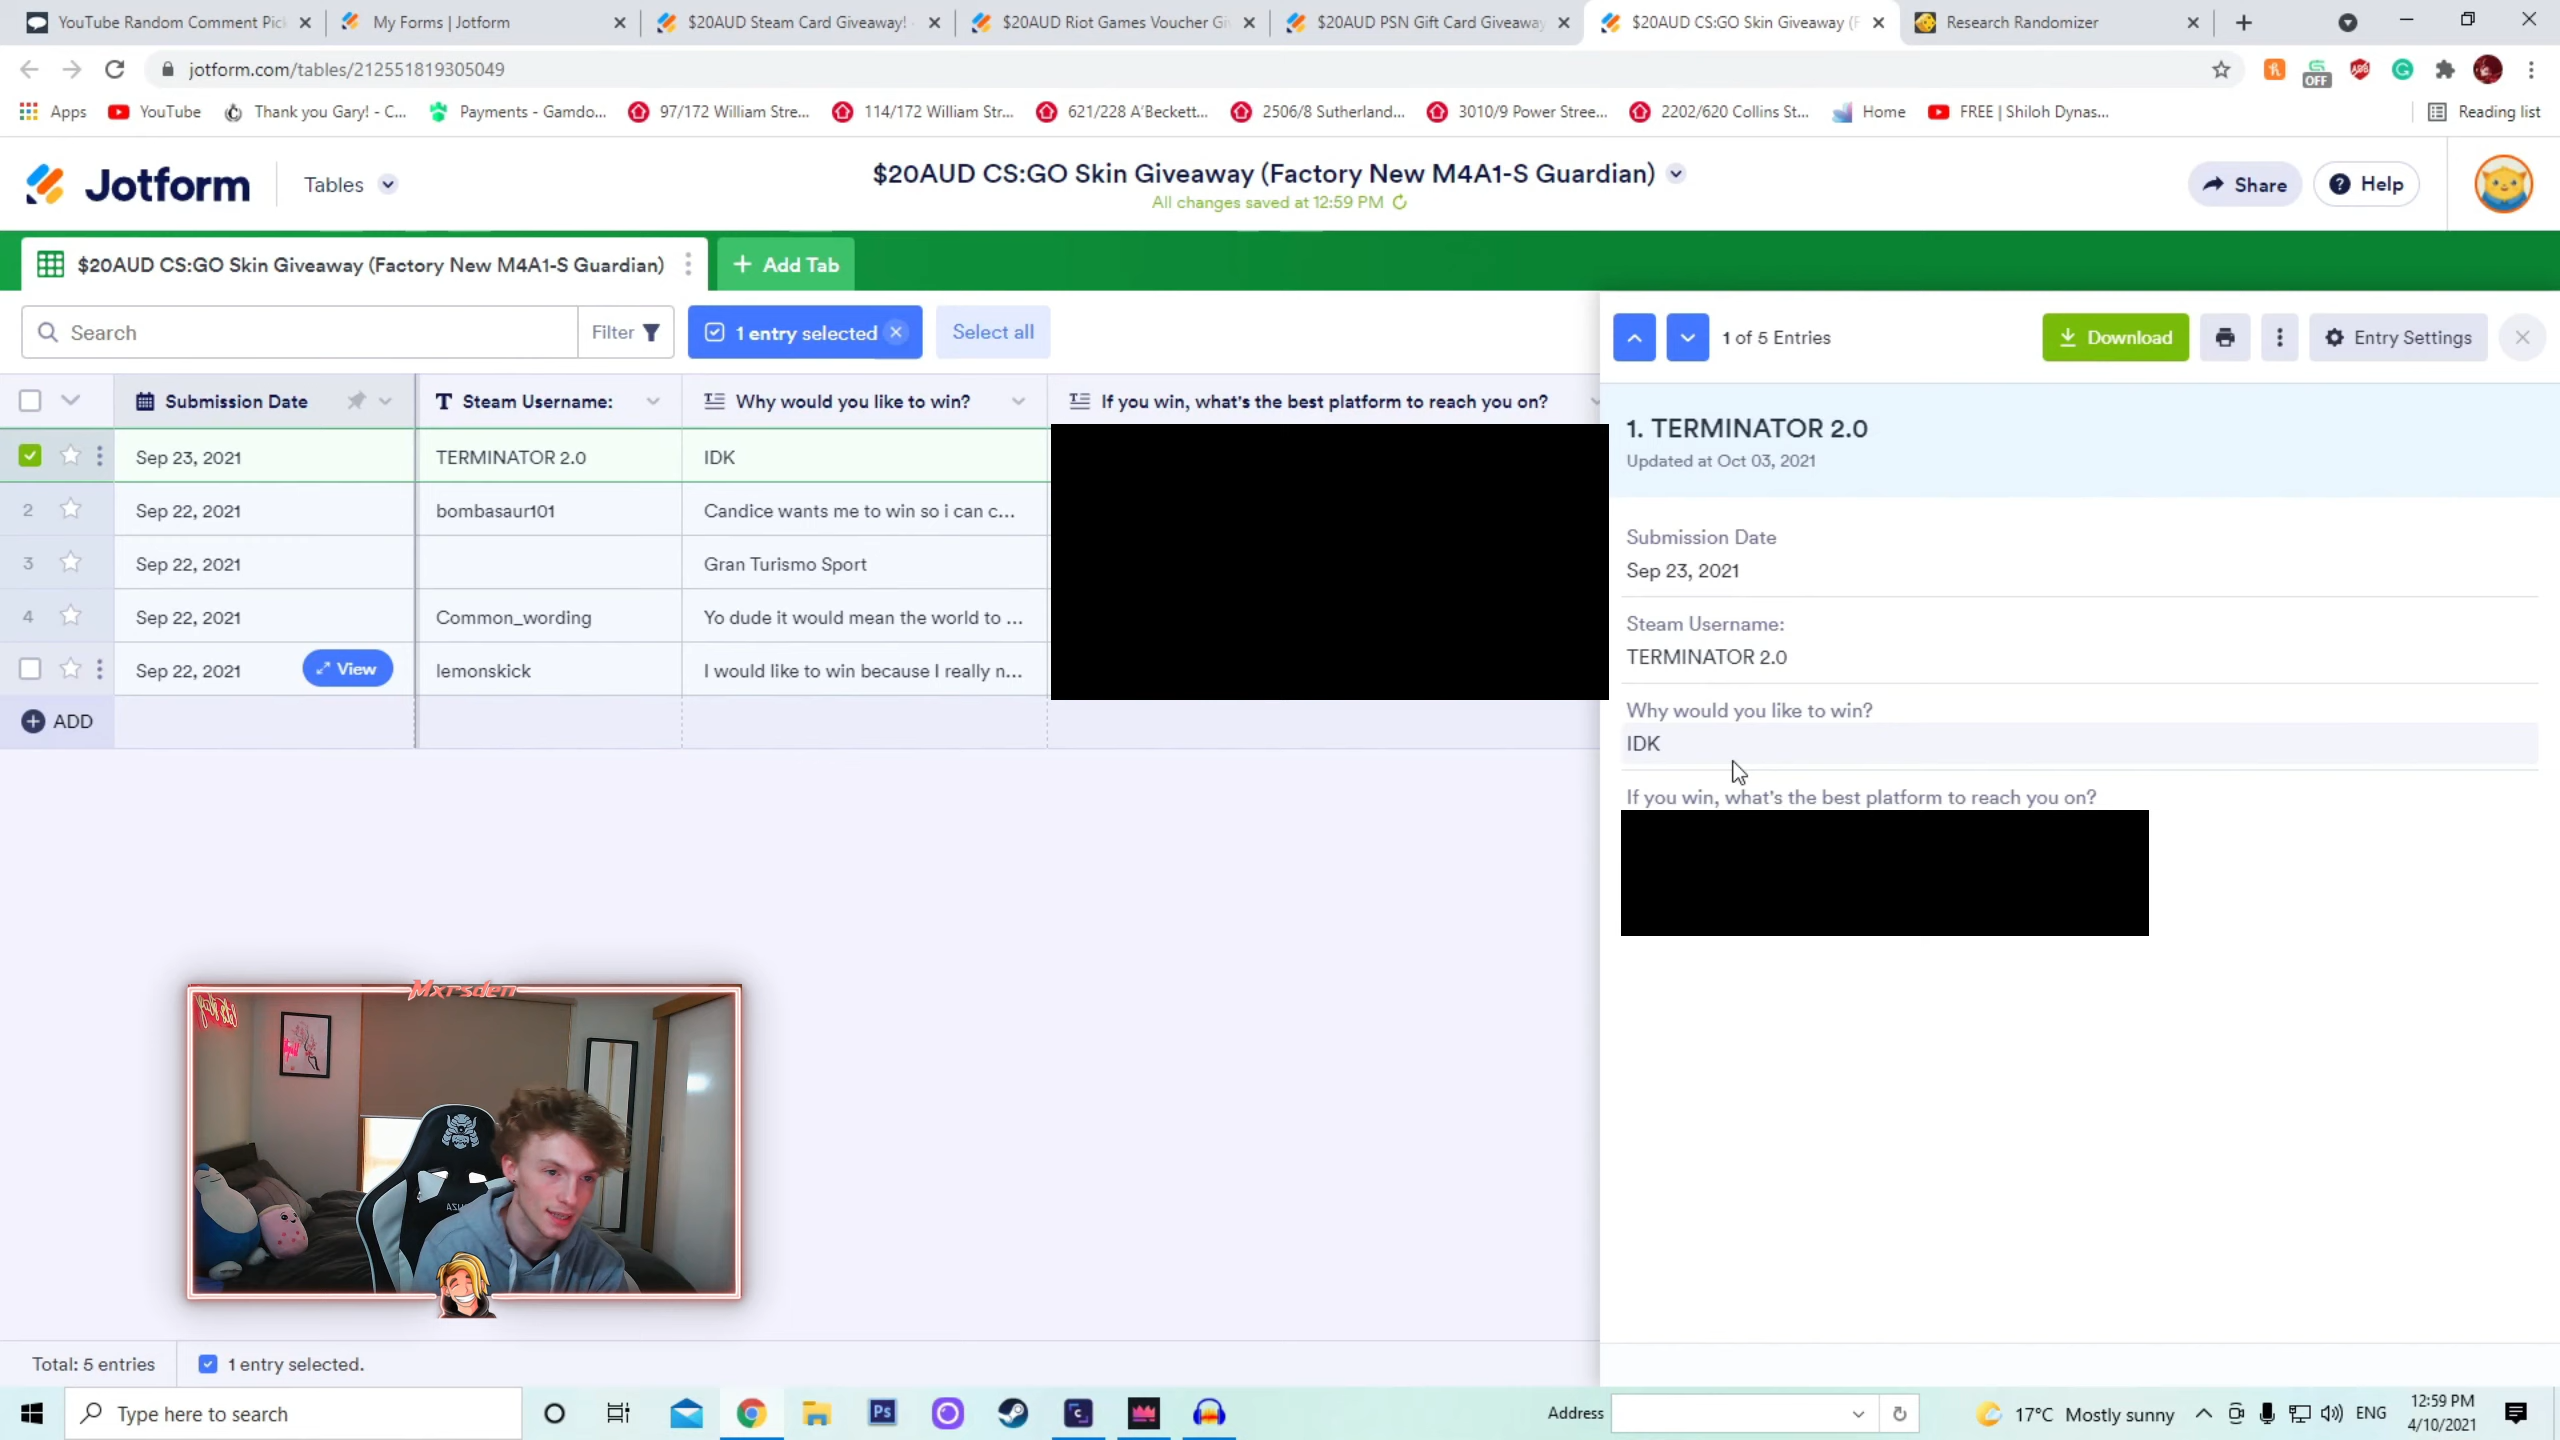 YouTube Random Comment Pick
My Forms | Jotform
$20AUD Steam Card Giveaway! -
$20AUD Riot Games Voucher Gi
$20AUD PSN Gift Card Giveaway
$20AUD CS:GO Skin Giveaway (F
Research Randomizer
jotform.com/tables/212551819305049
OFF
Apps
YouTube
Thank you Gary! - C...
Payments - Gamdo...
97/172 William Stre...
114/172 William Str...
621/228 A'Beckett...
2506/8 Sutherland...
3010/9 Power Stree...
2202/620 Collins St...
Home
FREE | Shiloh Dynas...
Reading list
Jotform
Tables
$20AUD CS:GO Skin Giveaway (Factory New M4A1-S Guardian)
All changes saved at 12:59 PM
Share
Help
$20AUD CS:GO Skin Giveaway (Factory New M4A1-S Guardian)
+ Add Tab
Search
Filter
1 entry selected
Select all
1 of 5 Entries
Download
Entry Settings
Submission Date
Steam Username:
Why would you like to win?
If you win, what's the best platform to reach you on?
Sep 23, 2021
TERMINATOR 2.0
IDK
2
Sep 22, 2021
bombasaur101
Candice wants me to win so i can c...
3
Sep 22, 2021
Gran Turismo Sport
4
Sep 22, 2021
Common_wording
Yo dude it would mean the world to ...
Sep 22, 2021
View
lemonskick
I would like to win because I really n...
ADD
1. TERMINATOR 2.0
Updated at Oct 03, 2021
Submission Date
Sep 23, 2021
Steam Username:
TERMINATOR 2.0
Why would you like to win?
IDK
If you win, what's the best platform to reach you on?
Mxrsden
Total: 5 entries
1 entry selected.
Type here to search
Ps
Address
17°C Mostly sunny
ENG
12:59 PM
4/10/2021